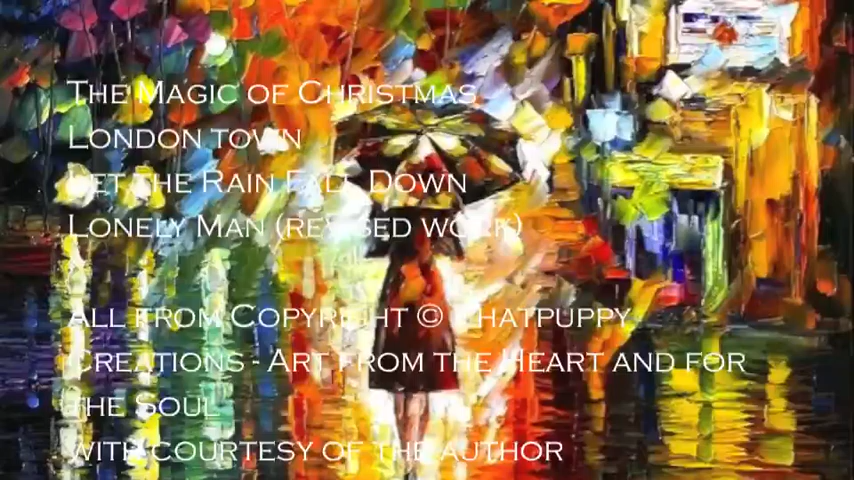 The Magic of Christmas
London town
Let the Rain Fall Down
Lonely Man (revised work)
All from Copyright © Thatpuppy
Creations - Art from the Heart and for
the Soul
with courtesy of the author